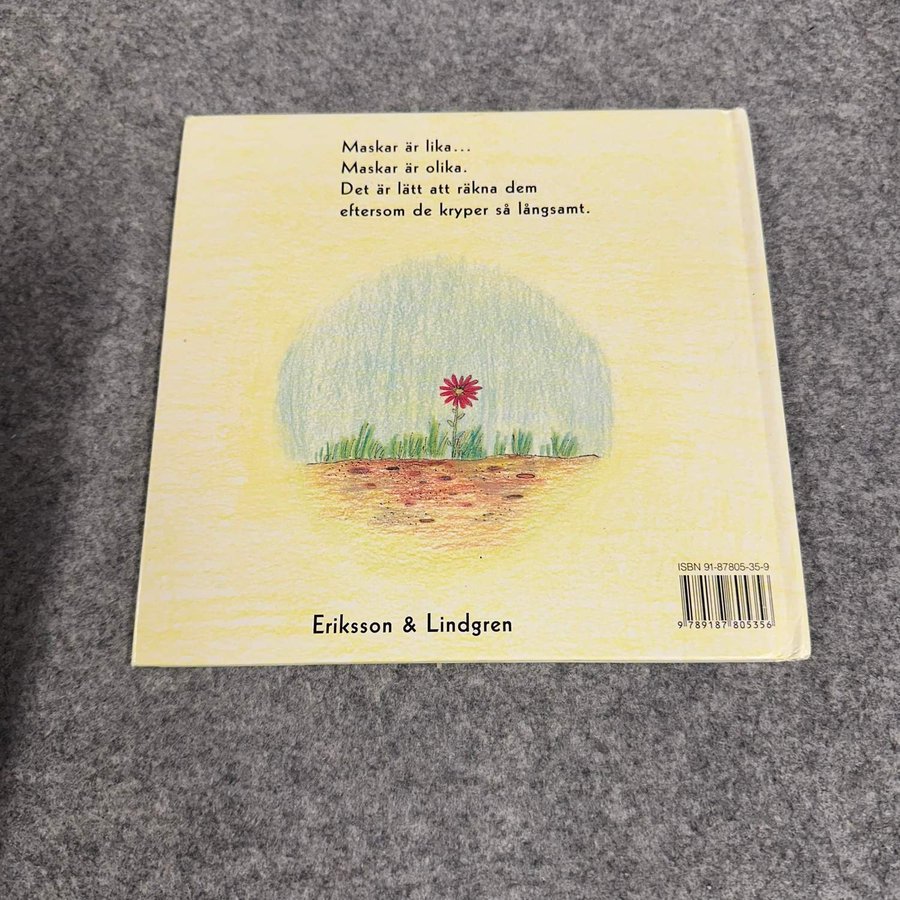 Maskar är lika...
Maskar är olika.
Det är lätt att räkna dem
eftersom de kryper så långsamt.
Eriksson & Lindgren
ISBN 91-87805-35-9
9 789187 805356